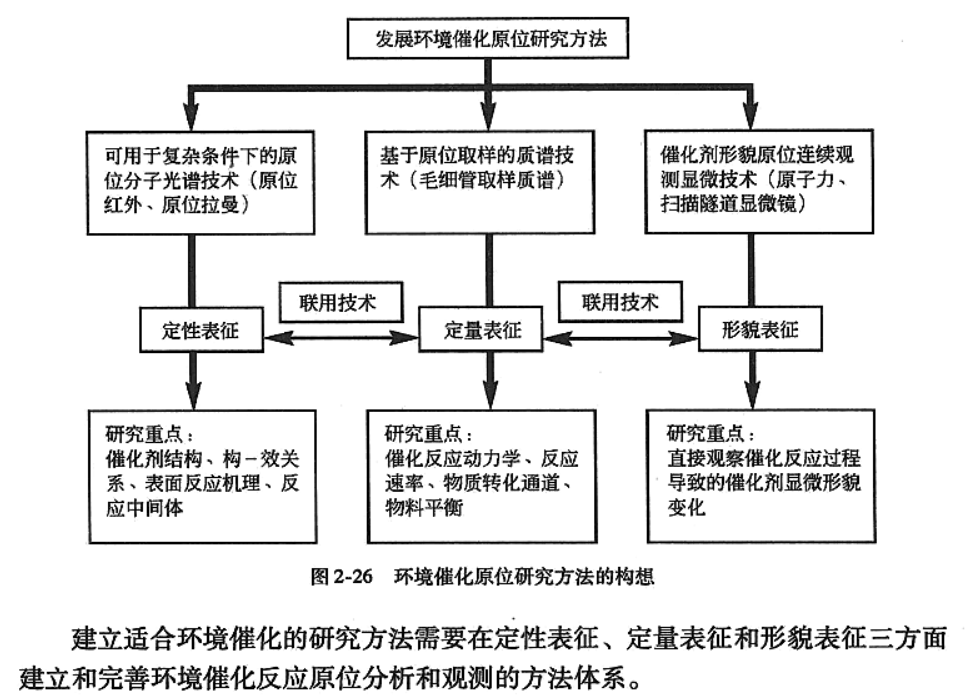 发展环境催化原位研究方法
可用于复杂条件下的原
位分子光谱技术（原位
红外、原位拉曼）
基于原位取样的质谱技
术（毛细管取样质谱）
催化剂形貌原位连续观
测显微技术（原子力、
扫描隧道显微镜）
联用技术
联用技术
定性表征
定量表征
形貌表征
研究重点：
催化剂结构、构－效关
系、表面反应机理、反
应中间体
研究重点：
催化反应动力学、反应
速率、物质转化通道、
物料平衡
研究重点：
直接观察催化反应过程
导致的催化剂显微形貌
变化
图 2-26 环境催化原位研究方法的构想
建立适合环境催化的研究方法需要在定性表征、定量表征和形貌表征三方面
建立和完善环境催化反应原位分析和观测的方法体系。